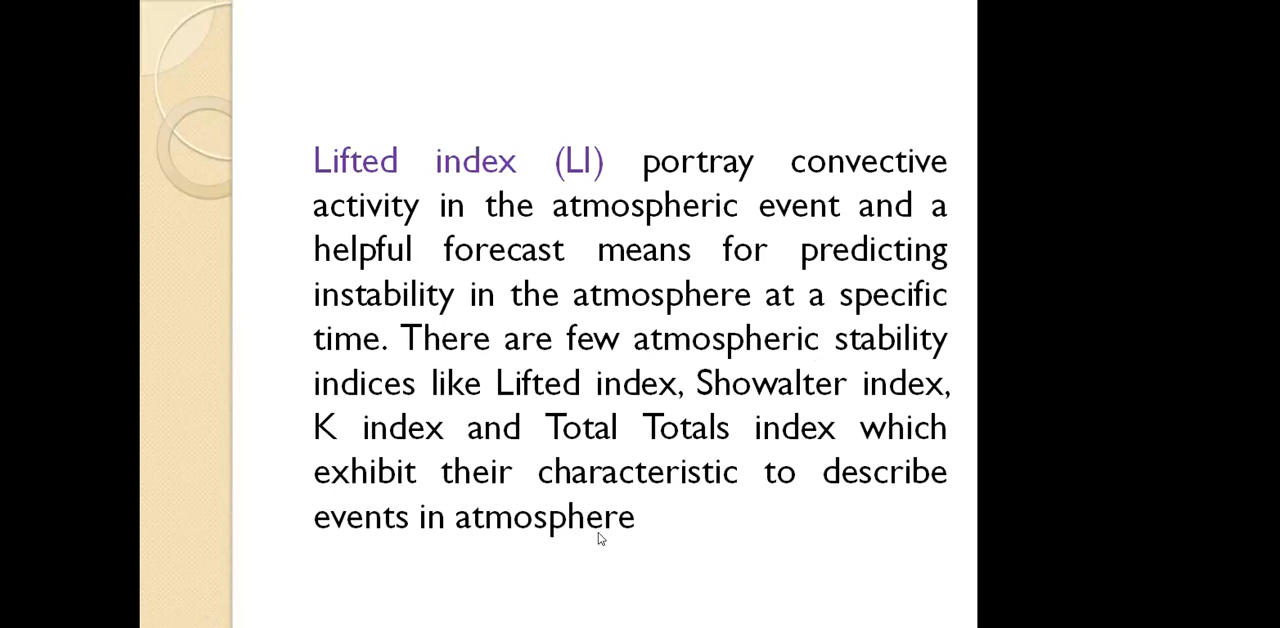 Lifted index (LI) portray convective
activity in the atmospheric event and a
helpful forecast means for predicting
instability in the atmosphere at a specific
time. There are few atmospheric stability
indices like Lifted index, Showalter index,
K index and Total Totals index which
exhibit their characteristic to describe
events in atmosphere